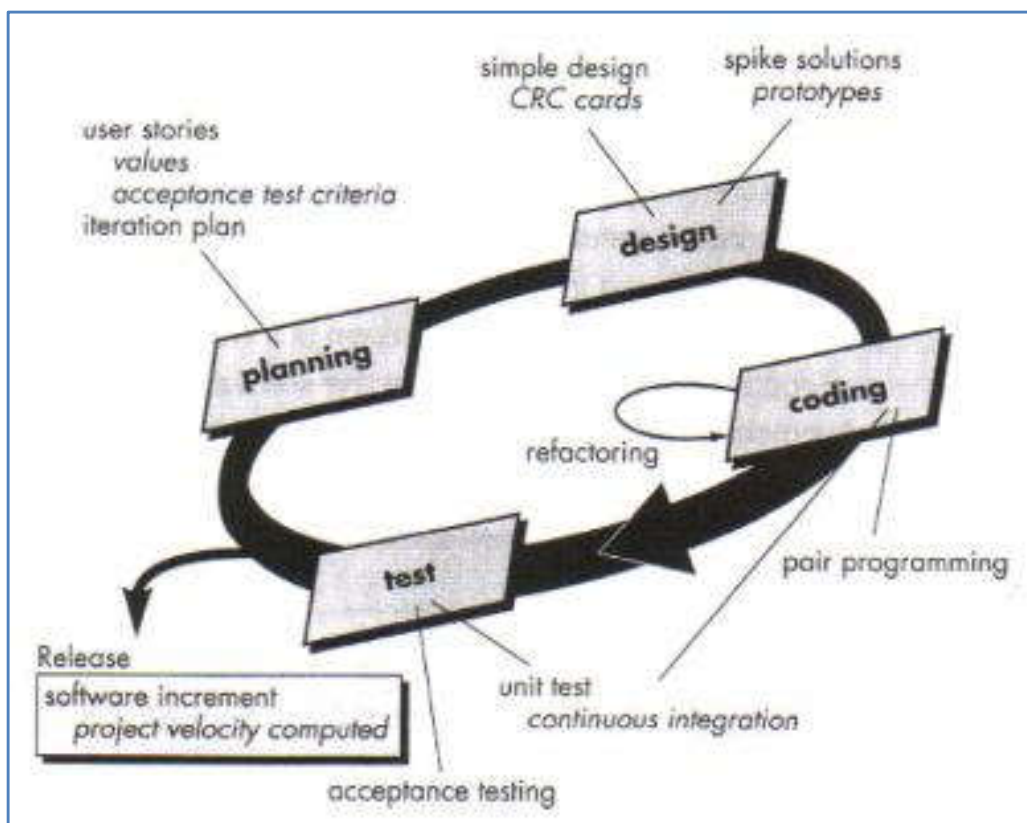 simple design
CRC cards
spike solutions
prototypes
user stories
values
acceptance test criteria
iteration plan
design
planning
coding
refactoring
test
pair programming
Release
software increment
project velocity computed
unit test
continuous integration
acceptance testing